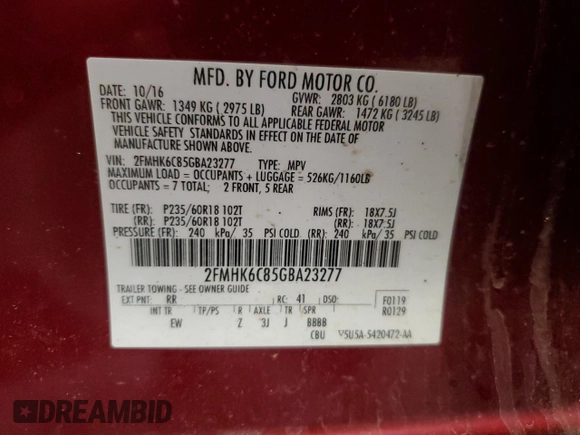 MFD. BY FORD MOTOR CO.
DATE: 10/16 GVWR: 2803 KG ( 6180 LB)
FRONT GAWR: 1349 KG ( 2975 LB) REAR GAWR: 1472 KG ( 3245 LB)
THIS VEHICLE CONFORMS TO ALL APPLICABLE FEDERAL MOTOR
VEHICLE SAFETY STANDARDS IN EFFECT ON THE DATE OF
MANUFACTURE SHOWN ABOVE.
VIN: 2FMHK6C85GBA23277 TYPE: MPV
MAXIMUM LOAD = OCCUPANTS + LUGGAGE = 526KG/1160LB
OCCUPANTS = 7 TOTAL; 2 FRONT, 5 REAR
TIRE (FR): P235/60R18 102T RIMS (FR): 18X7.5J
(RR): P235/60R18 102T (RR): 18X7.5J
PRESSURE (FR): 240 kPa/ 35 PSI COLD (RR): 240 kPa/ 35 PSI COLD
2FMHK6C85GBA23277
TRAILER TOWING - SEE OWNER GUIDE
EXT PNT: RR RC: 41 DSO: F0119
INT TR TP/PS R AXLE TR SPR R0129
EW Z 3J J BBBB
CBU 5U5A-5420472-AA
DREAMBID